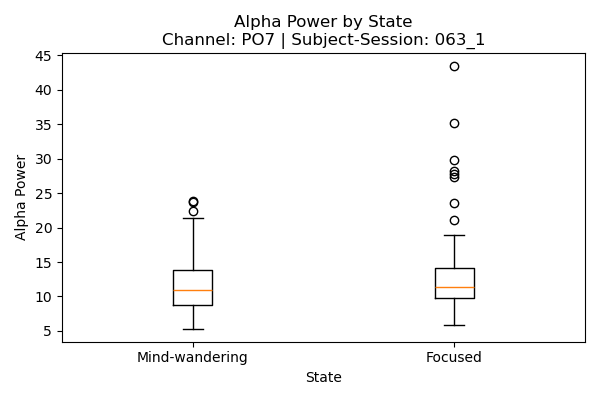 Alpha Power by State
Channel: PO7 | Subject-Session: 063_1
45
40
35
30
25
20
15
10
5
Alpha Power
Mind-wandering
Focused
State